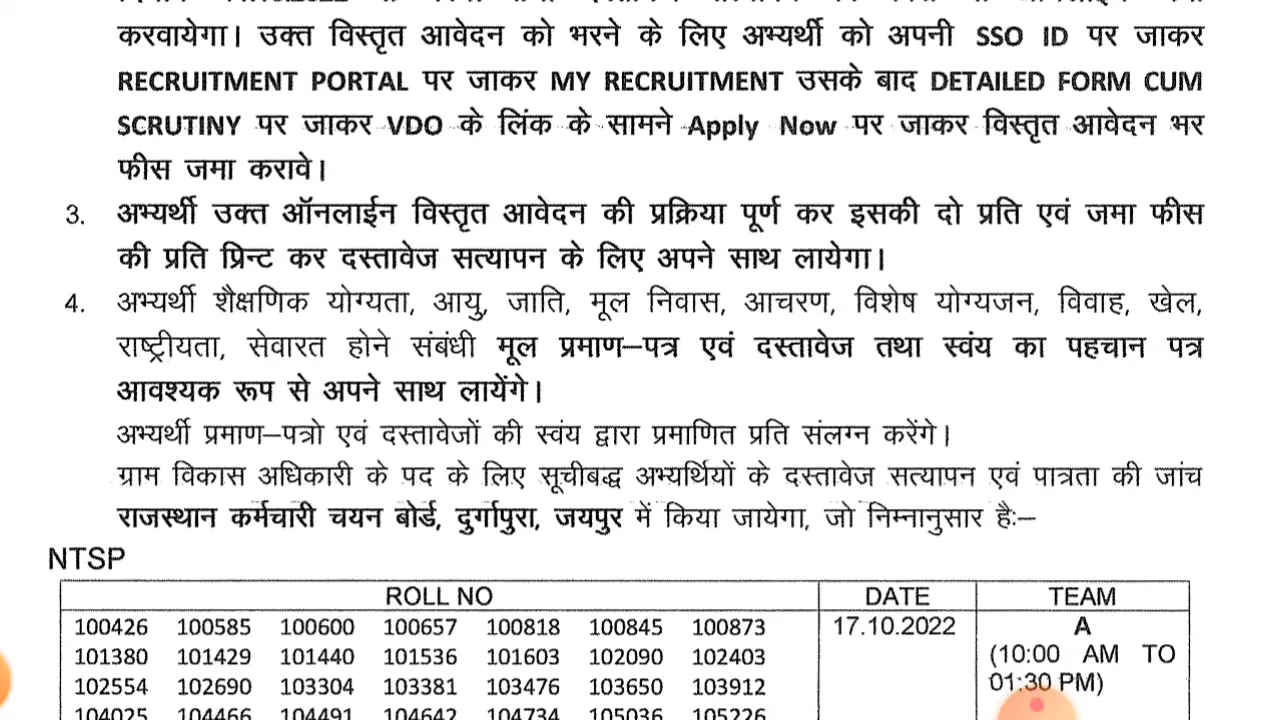 करवायेगा। उक्त विस्तृत आवेदन को भरने के लिए अभ्यर्थी को अपनी SSO ID पर जाकर
RECRUITMENT PORTAL पर जाकर MY RECRUITMENT उसके बाद DETAILED FORM CUM
SCRUTINY पर जाकर VDO के लिंक के सामने Apply Now पर जाकर विस्तृत आवेदन भर
फीस जमा करावे।
3. अभ्यर्थी उक्त ऑनलाईन विस्तृत आवेदन की प्रक्रिया पूर्ण कर इसकी दो प्रति एवं जमा फीस
की प्रति प्रिन्ट कर दस्तावेज सत्यापन के लिए अपने साथ लायेगा।
4. अभ्यर्थी शैक्षणिक योग्यता, आयु, जाति, मूल निवास, आचरण, विशेष योग्यजन, विवाह, खेल,
राष्ट्रीयता, सेवारत होने संबंधी मूल प्रमाण–पत्र एवं दस्तावेज तथा स्वंय का पहचान पत्र
आवश्यक रूप से अपने साथ लायेंगे।
अभ्यर्थी प्रमाण–पत्रो एवं दस्तावेजों की स्वंय द्वारा प्रमाणित प्रति संलग्न करेंगे।
ग्राम विकास अधिकारी के पद के लिए सूचीबद्ध अभ्यर्थियों के दस्तावेज सत्यापन एवं पात्रता की जांच
राजस्थान कर्मचारी चयन बोर्ड, दुर्गापुरा, जयपुर में किया जायेगा, जो निम्नानुसार हैः–
NTSP
ROLL NO DATE TEAM
100426 100585 100600 100657 100818 100845 100873 17.10.2022 A
101380 101429 101440 101536 101603 102090 102403 (10:00 AM TO
102554 102690 103304 103381 103476 103650 103912 01:30 PM)
104025 104466 104491 104642 104734 105036 105226